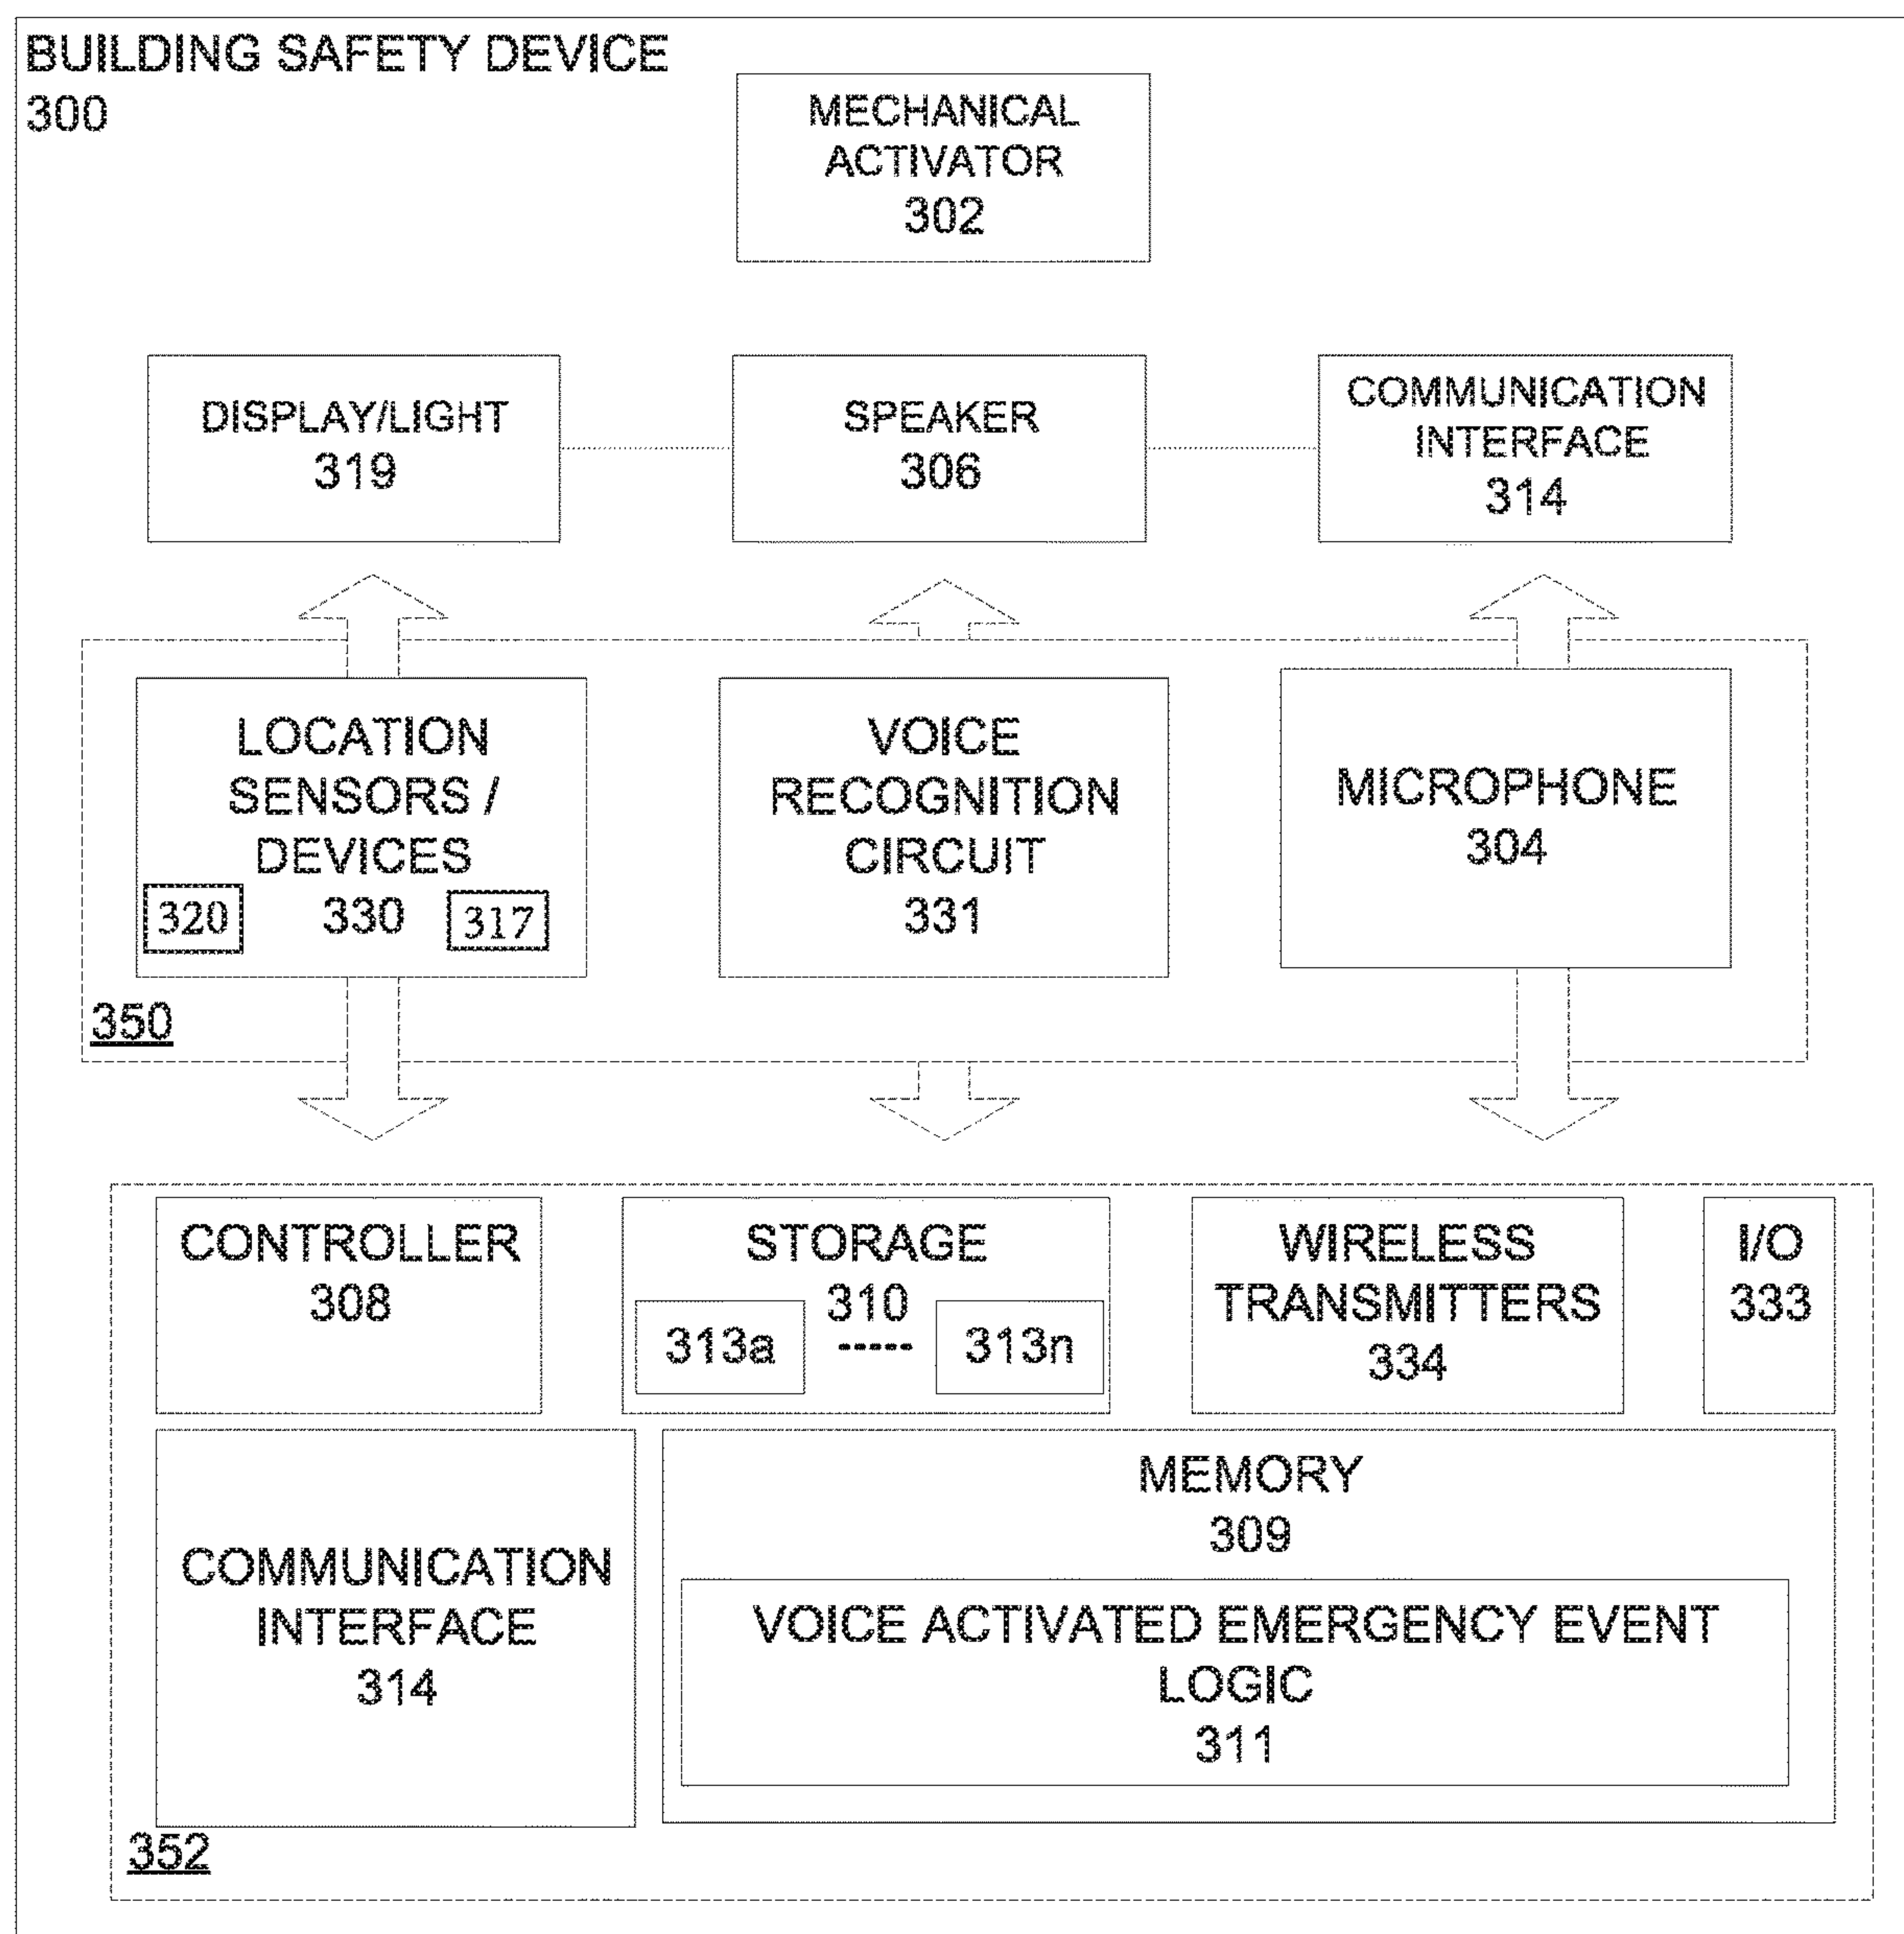 BUILDING SAFETY DEVICE
300
MECHANICAL
ACTIVATOR
302
DISPLAY/LIGHT
319
SPEAKER
306
COMMUNICATION
INTERFACE
314
LOCATION
SENSORS /
DEVICES
320 330 317
VOICE
RECOGNITION
CIRCUIT
331
MICROPHONE
304
350
CONTROLLER
308
STORAGE
310
313a ----- 313n
WIRELESS
TRANSMITTERS
334
I/O
333
COMMUNICATION
INTERFACE
314
MEMORY
309
VOICE ACTIVATED EMERGENCY EVENT
LOGIC
311
352